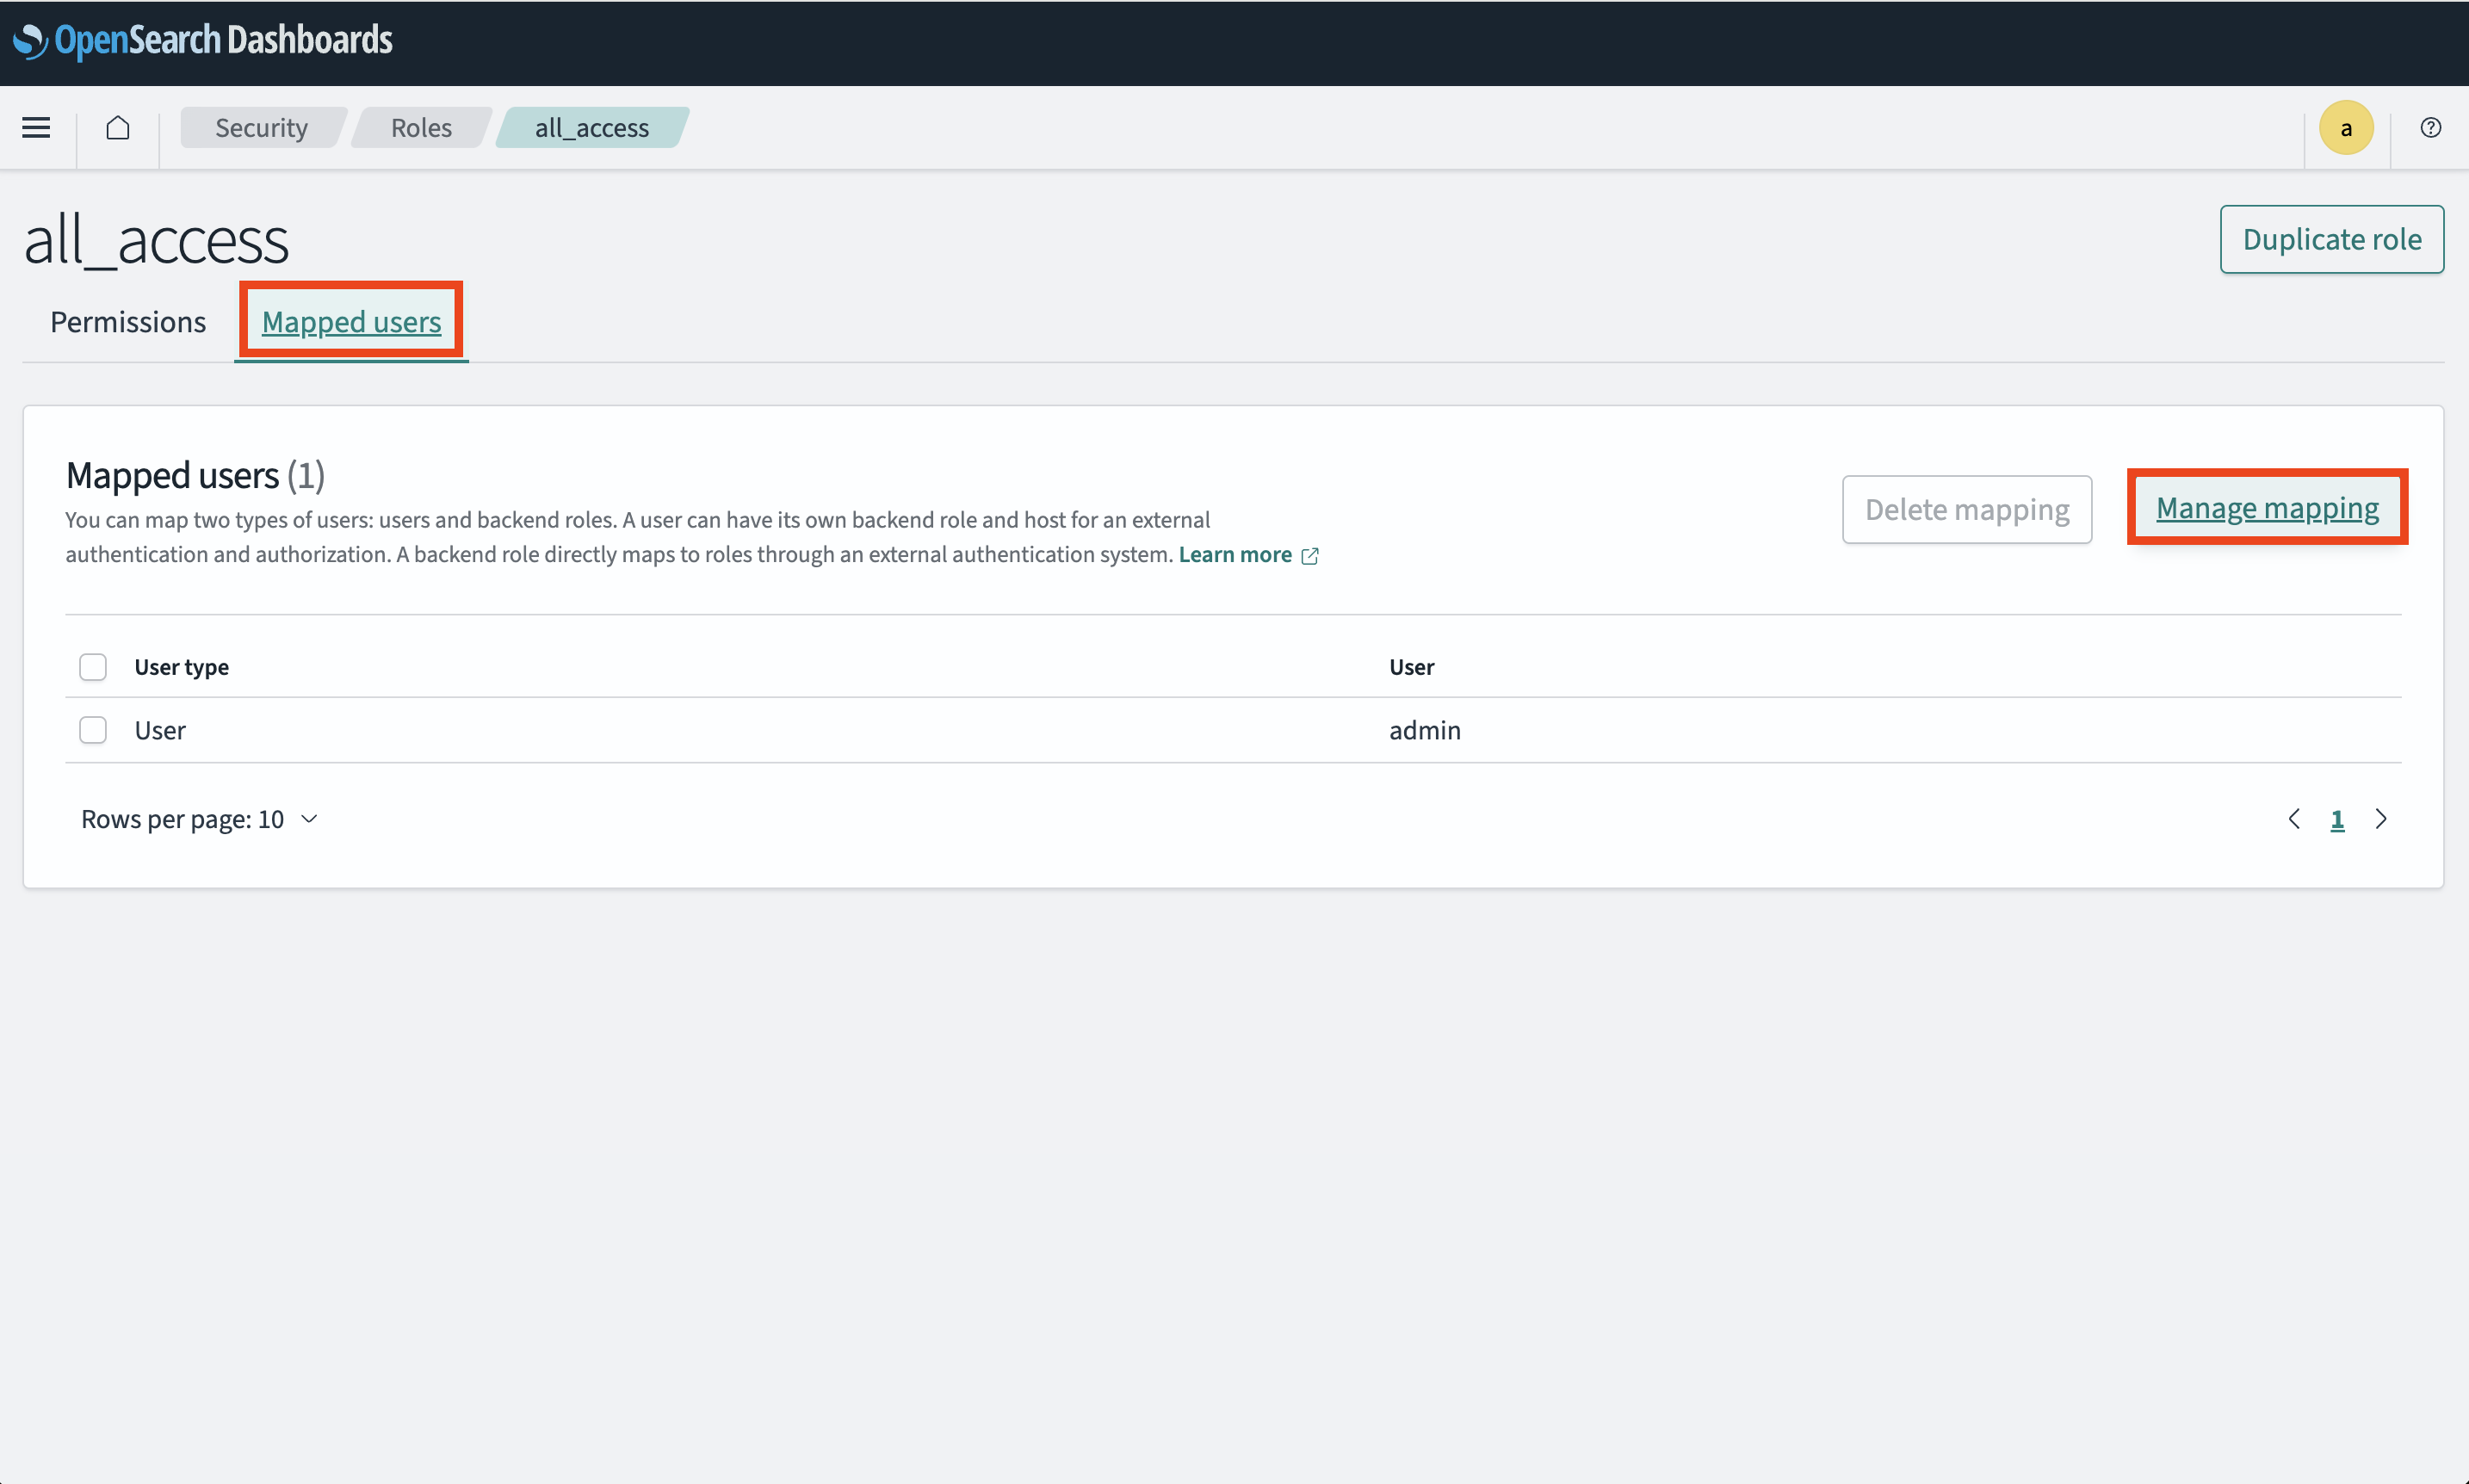 OpenSearch Dashboards
Security
Roles
all_access
a
all_access
Duplicate role
Permissions
Mapped users
Mapped users (1)
You can map two types of users: users and backend roles. A user can have its own backend role and host for an external
authentication and authorization. A backend role directly maps to roles through an external authentication system. Learn more
Delete mapping
Manage mapping
User type
User
User
admin
Rows per page: 10
1